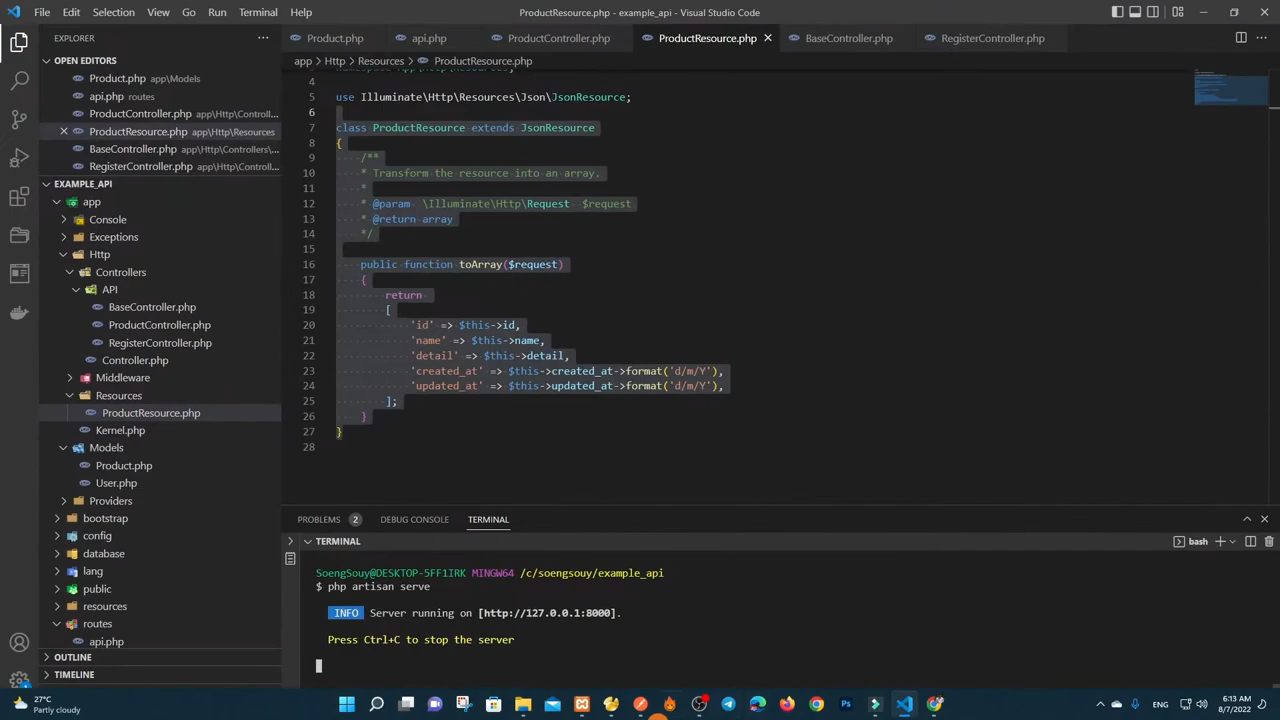 File Edit Selection View Go Run Terminal Help
ProductResource.php - example_api - Visual Studio Code
EXPLORER
OPEN EDITORS
Product.php app\Models
api.php routes
ProductController.php app\Http\Controll...
ProductResource.php app\Http\Resources
BaseController.php app\Http\Controllers\...
RegisterController.php app\Http\Controll...
EXAMPLE_API
app
Console
Exceptions
Http
Controllers
API
BaseController.php
ProductController.php
RegisterController.php
Controller.php
Middleware
Resources
ProductResource.php
Kernel.php
Models
Product.php
User.php
Providers
bootstrap
config
database
lang
public
resources
routes
api.php
OUTLINE
TIMELINE
Product.php api.php ProductController.php ProductResource.php BaseController.php RegisterController.php
app > Http > Resources > ProductResource.php
namespace App\Http\Resources;
4
5 use Illuminate\Http\Resources\Json\JsonResource;
6
7 class ProductResource extends JsonResource
8 {
9 /**
10 * Transform the resource into an array.
11 *
12 * @param \Illuminate\Http\Request $request
13 * @return array
14 */
15
16 public function toArray($request)
17 {
18 return
19 [
20 'id' => $this->id,
21 'name' => $this->name,
22 'detail' => $this->detail,
23 'created_at' => $this->created_at->format('d/m/Y'),
24 'updated_at' => $this->updated_at->format('d/m/Y'),
25 ];
26 }
27 }
28
PROBLEMS 2 DEBUG CONSOLE TERMINAL
TERMINAL
bash
SoengSouy@DESKTOP-5FF1IRK MINGW64 /c/soengsouy/example_api
$ php artisan serve
INFO Server running on [http://127.0.0.1:8000].
Press Ctrl+C to stop the server
27°C
Partly cloudy
ENG
6:13 AM
8/7/2022